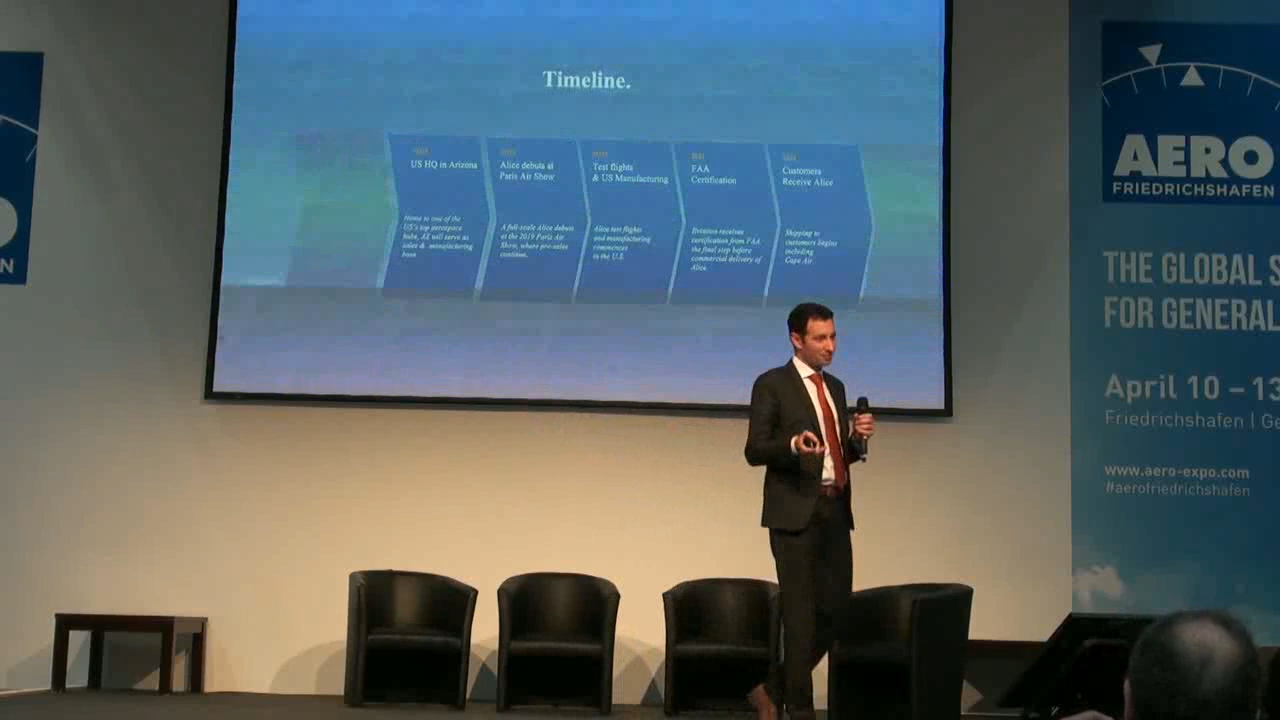 Timeline.
US HQ in Arizona
Home to one of the
US's top aerospace
hubs, AZ will serve as
sales & manufacturing
base
Alice debuts at
Paris Air Show
A full-scale Alice debuts
at the 2019 Paris Air
Show, where pre-sales
continue.
Test flights
& US Manufacturing
Alice test flights
and manufacturing
commences
in the U.S.
FAA
Certification
Eviation receives
certification from FAA
the final step before
commercial delivery of
Alice.
Customers
Receive Alice
Shipping to
customers begins
including
Cape Air.
AERO
FRIEDRICHSHAFEN
THE GLOBAL S
FOR GENERAL
April 10 – 13
Friedrichshafen | Ge
www.aero-expo.com
#aerofriedrichshafen
O
N